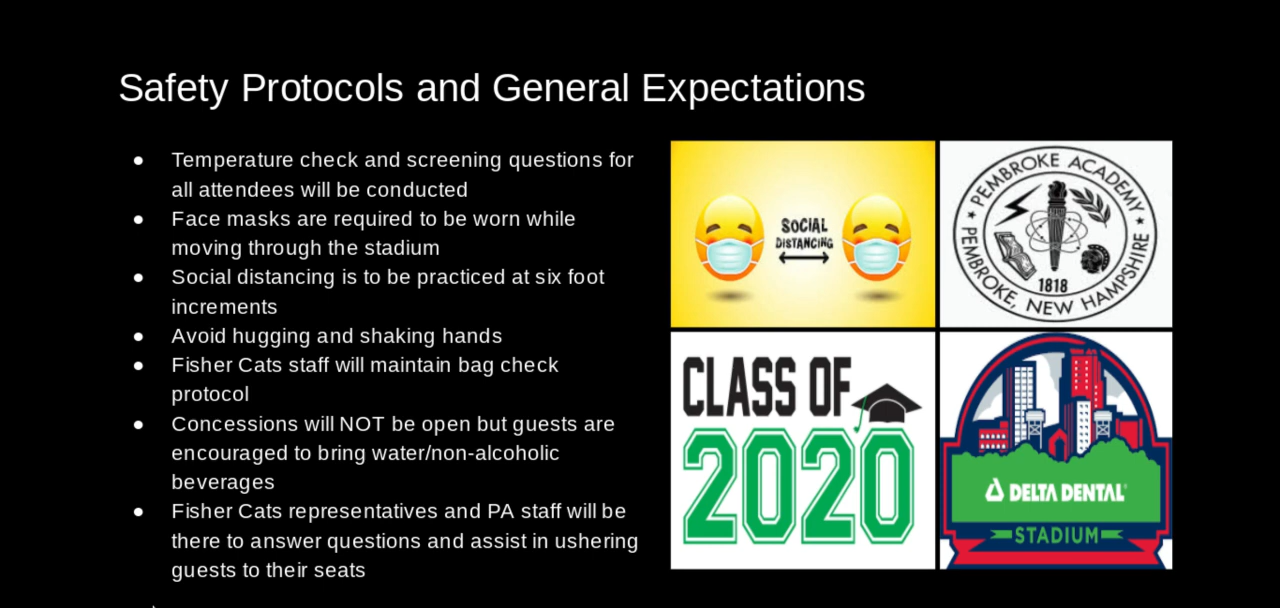 Safety Protocols and General Expectations
● Temperature check and screening questions for
all attendees will be conducted
● Face masks are required to be worn while
moving through the stadium
● Social distancing is to be practiced at six foot
increments
● Avoid hugging and shaking hands
● Fisher Cats staff will maintain bag check
protocol
● Concessions will NOT be open but guests are
encouraged to bring water/non-alcoholic
beverages
● Fisher Cats representatives and PA staff will be
there to answer questions and assist in ushering
guests to their seats
SOCIAL
DISTANCING
PEMBROKE ACADEMY
PEMBROKE, NEW HAMPSHIRE
1818
CLASS OF
2020
DELTA DENTAL®
STADIUM